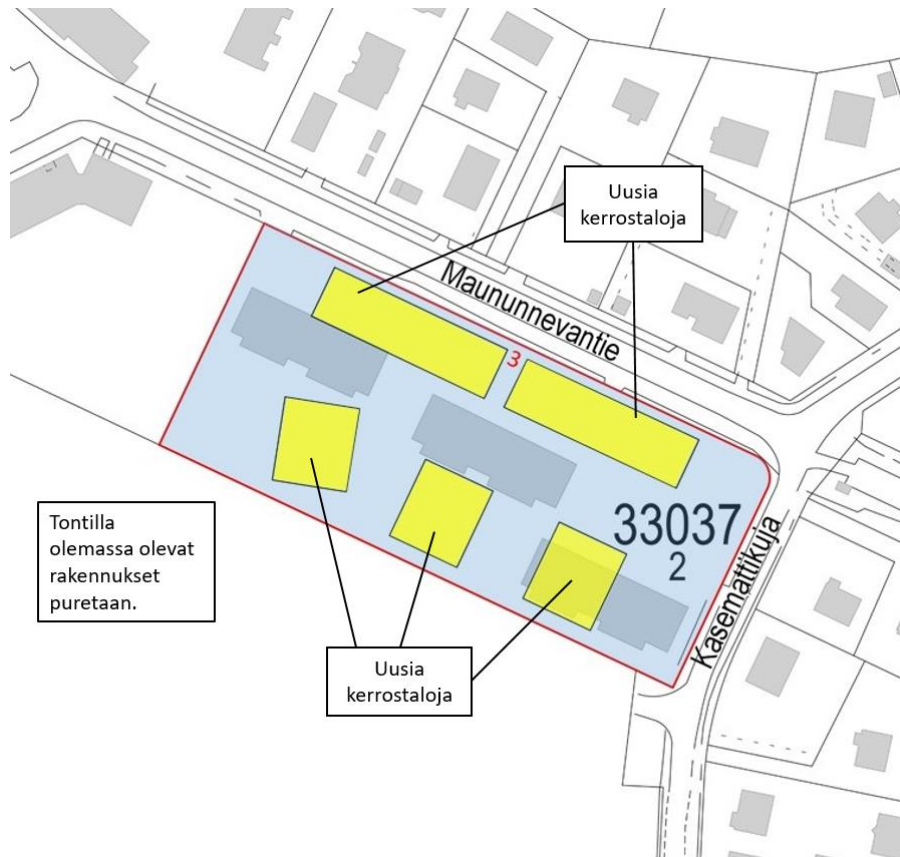 Uusia
kerrostaloja
Maununnevantie
3
33037
2
Kasemattikuja
Tontilla
olemassa olevat
rakennukset
puretaan.
Uusia
kerrostaloja